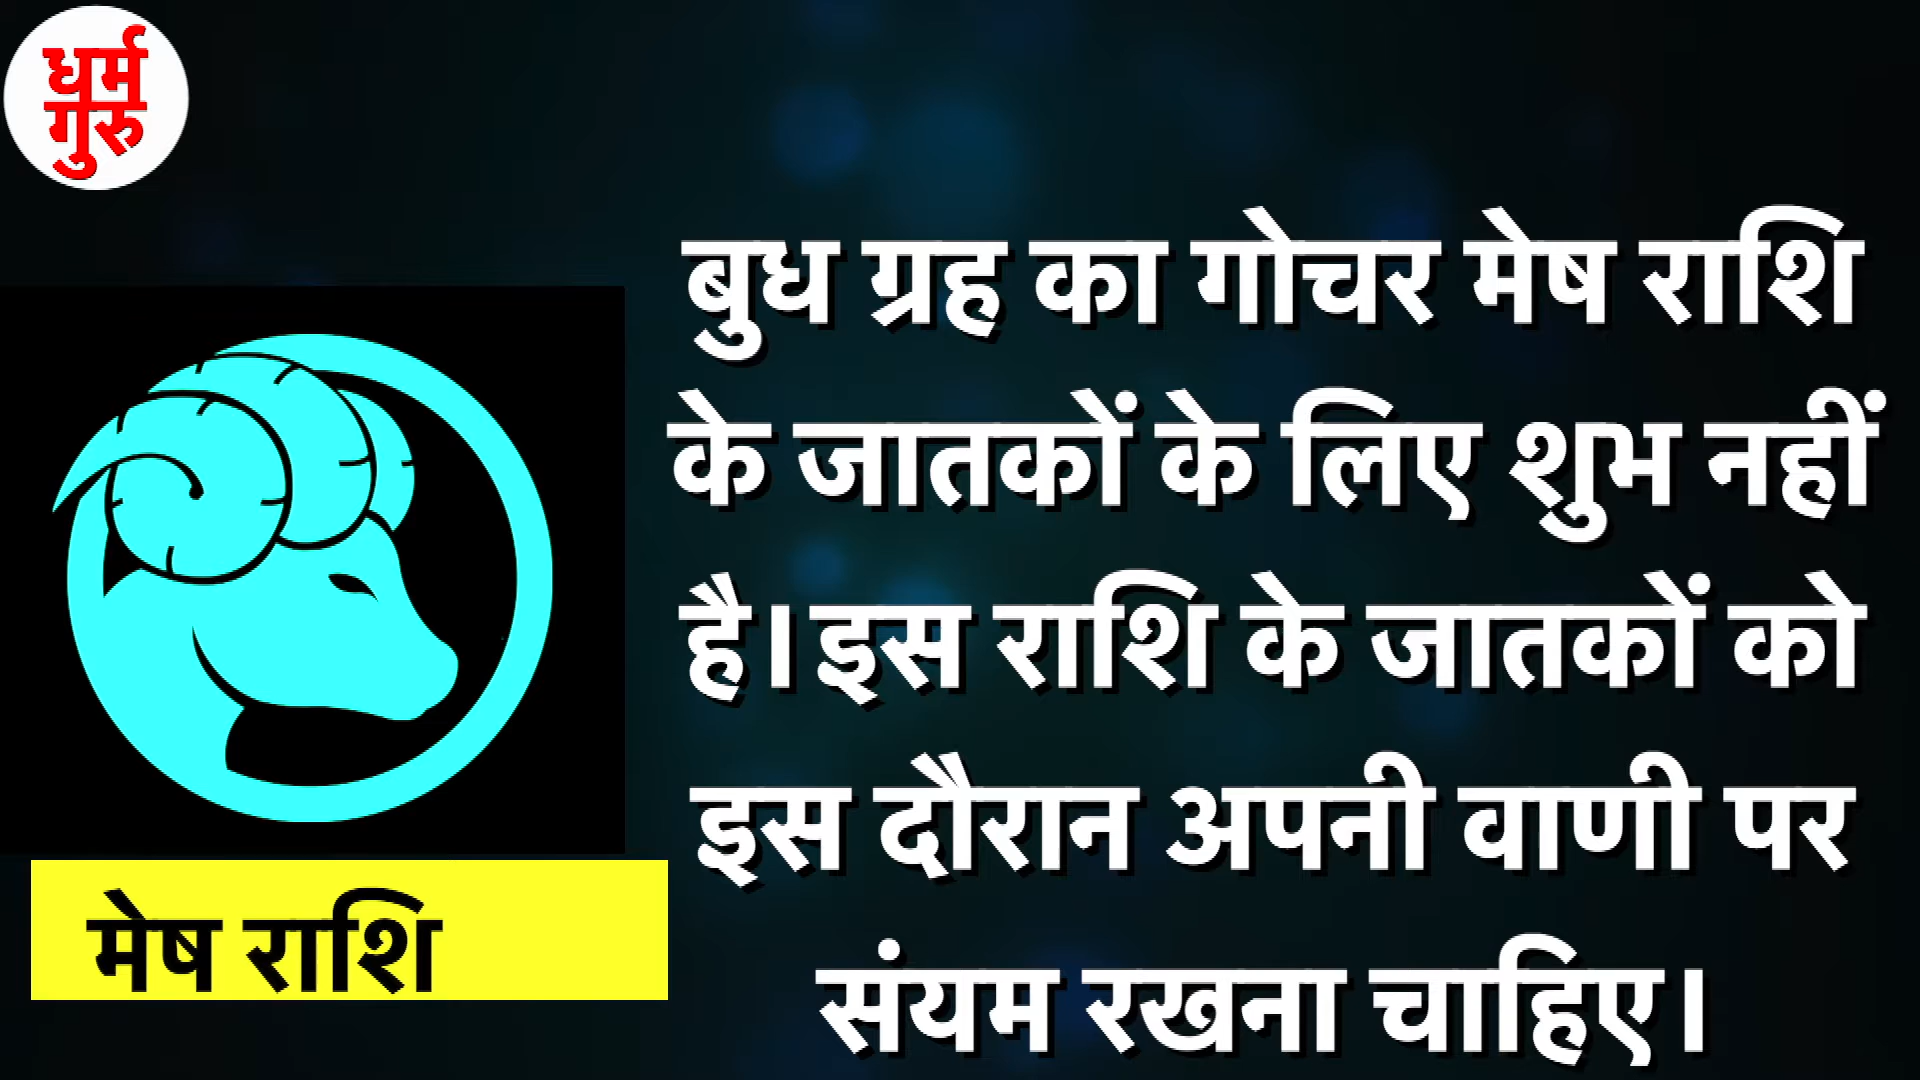 धर्म
गुरु
बुध ग्रह का गोचर मेष राशि
के जातकों के लिए शुभ नहीं
है। इस राशि के जातकों को
इस दौरान अपनी वाणी पर
संयम रखना चाहिए।
मेष राशि